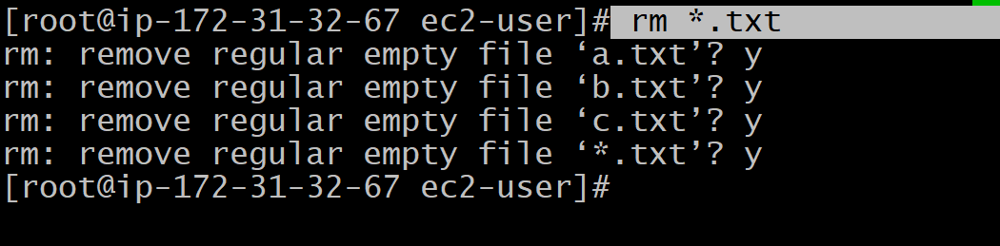 [root@ip-172-31-32-67 ec2-user]# rm *.txt
rm: remove regular empty file ‘a.txt’? y
rm: remove regular empty file ‘b.txt’? y
rm: remove regular empty file ‘c.txt’? y
rm: remove regular empty file ‘*.txt’? y
[root@ip-172-31-32-67 ec2-user]#